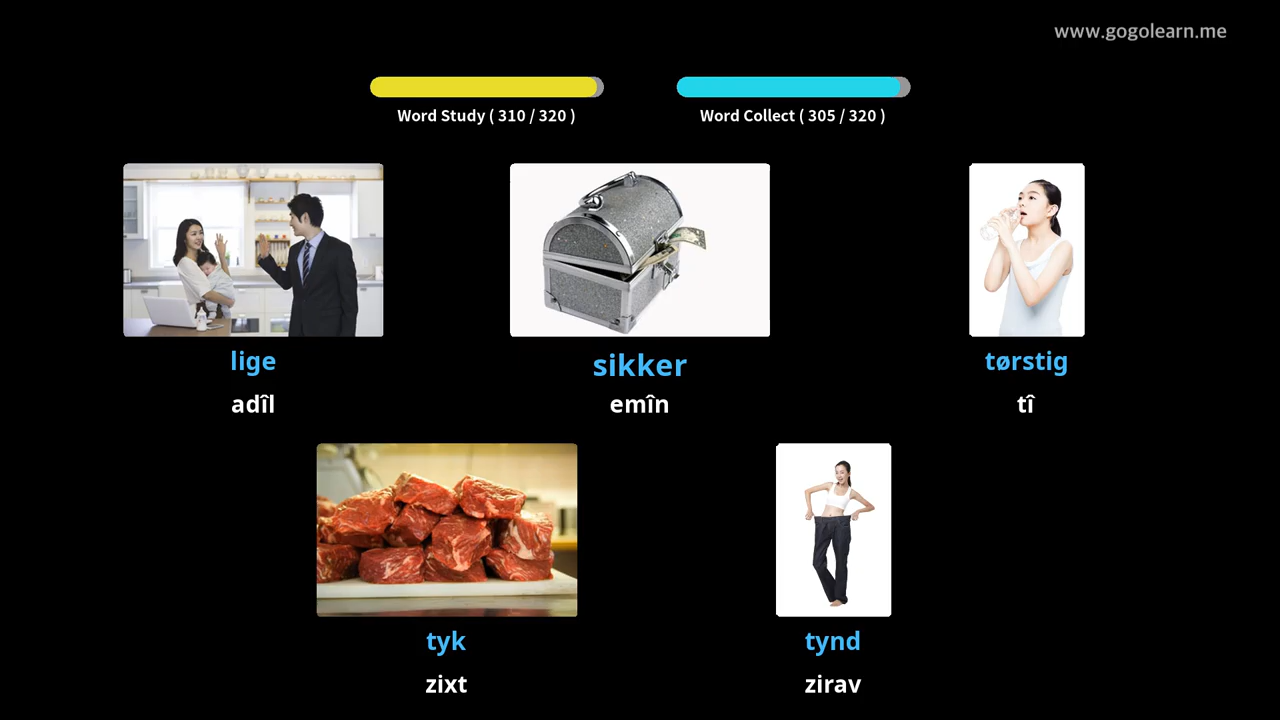 www.gogolearn.me
Word Study ( 310 / 320 )
Word Collect ( 305 / 320 )
lige
adîl
sikker
emîn
tørstig
tî
tyk
zixt
tynd
zirav